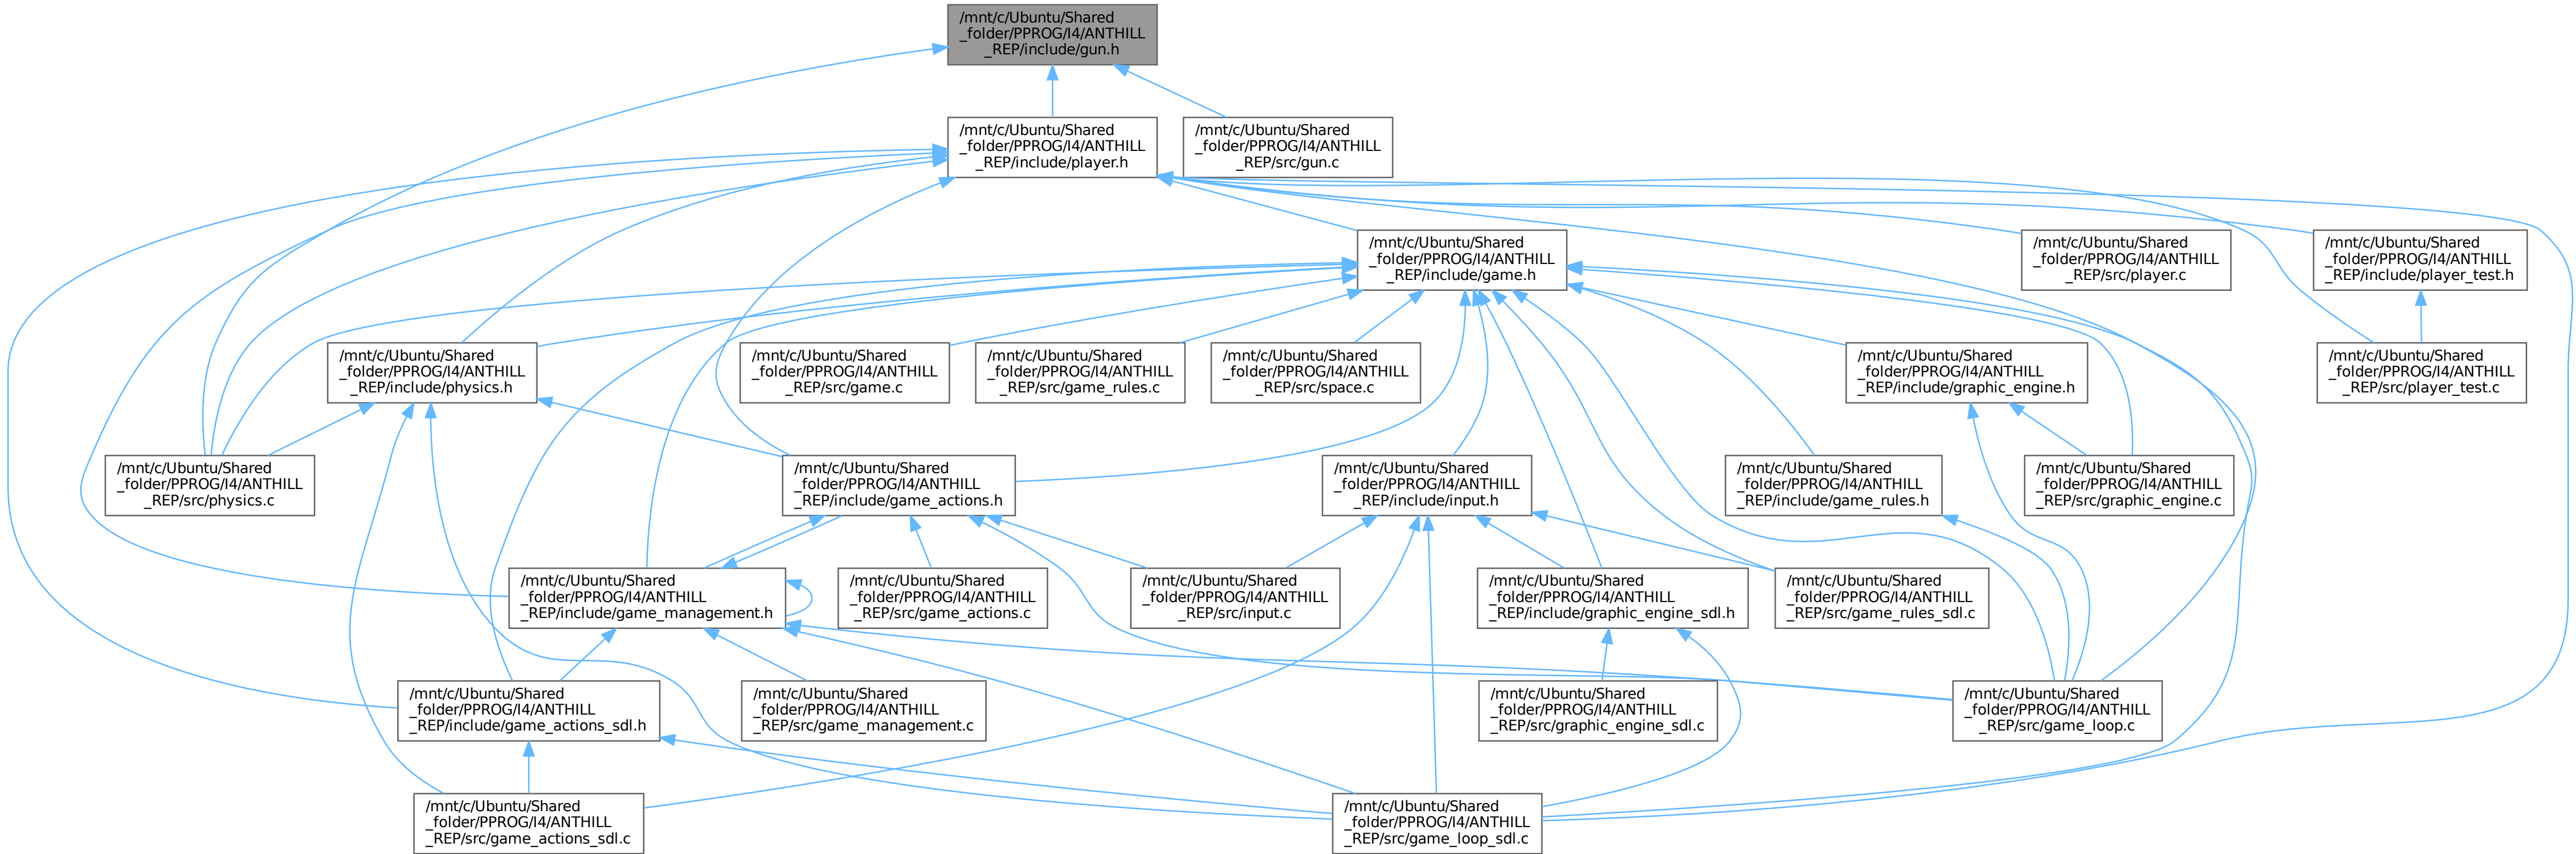 /mnt/c/Ubuntu/Shared
_folder/PPROG/I4/ANTHILL
_REP/include/gun.h
/mnt/c/Ubuntu/Shared
_folder/PPROG/I4/ANTHILL
_REP/include/player.h
/mnt/c/Ubuntu/Shared
_folder/PPROG/I4/ANTHILL
_REP/src/gun.c
/mnt/c/Ubuntu/Shared
_folder/PPROG/I4/ANTHILL
_REP/include/game.h
/mnt/c/Ubuntu/Shared
_folder/PPROG/I4/ANTHILL
_REP/src/player.c
/mnt/c/Ubuntu/Shared
_folder/PPROG/I4/ANTHILL
_REP/include/player_test.h
/mnt/c/Ubuntu/Shared
_folder/PPROG/I4/ANTHILL
_REP/include/physics.h
/mnt/c/Ubuntu/Shared
_folder/PPROG/I4/ANTHILL
_REP/src/game.c
/mnt/c/Ubuntu/Shared
_folder/PPROG/I4/ANTHILL
_REP/src/game_rules.c
/mnt/c/Ubuntu/Shared
_folder/PPROG/I4/ANTHILL
_REP/src/space.c
/mnt/c/Ubuntu/Shared
_folder/PPROG/I4/ANTHILL
_REP/include/graphic_engine.h
/mnt/c/Ubuntu/Shared
_folder/PPROG/I4/ANTHILL
_REP/src/player_test.c
/mnt/c/Ubuntu/Shared
_folder/PPROG/I4/ANTHILL
_REP/src/physics.c
/mnt/c/Ubuntu/Shared
_folder/PPROG/I4/ANTHILL
_REP/include/game_actions.h
/mnt/c/Ubuntu/Shared
_folder/PPROG/I4/ANTHILL
_REP/include/input.h
/mnt/c/Ubuntu/Shared
_folder/PPROG/I4/ANTHILL
_REP/include/game_rules.h
/mnt/c/Ubuntu/Shared
_folder/PPROG/I4/ANTHILL
_REP/src/graphic_engine.c
/mnt/c/Ubuntu/Shared
_folder/PPROG/I4/ANTHILL
_REP/include/game_management.h
/mnt/c/Ubuntu/Shared
_folder/PPROG/I4/ANTHILL
_REP/src/game_actions.c
/mnt/c/Ubuntu/Shared
_folder/PPROG/I4/ANTHILL
_REP/src/input.c
/mnt/c/Ubuntu/Shared
_folder/PPROG/I4/ANTHILL
_REP/include/graphic_engine_sdl.h
/mnt/c/Ubuntu/Shared
_folder/PPROG/I4/ANTHILL
_REP/src/game_rules_sdl.c
/mnt/c/Ubuntu/Shared
_folder/PPROG/I4/ANTHILL
_REP/include/game_actions_sdl.h
/mnt/c/Ubuntu/Shared
_folder/PPROG/I4/ANTHILL
_REP/src/game_management.c
/mnt/c/Ubuntu/Shared
_folder/PPROG/I4/ANTHILL
_REP/src/graphic_engine_sdl.c
/mnt/c/Ubuntu/Shared
_folder/PPROG/I4/ANTHILL
_REP/src/game_loop.c
/mnt/c/Ubuntu/Shared
_folder/PPROG/I4/ANTHILL
_REP/src/game_actions_sdl.c
/mnt/c/Ubuntu/Shared
_folder/PPROG/I4/ANTHILL
_REP/src/game_loop_sdl.c